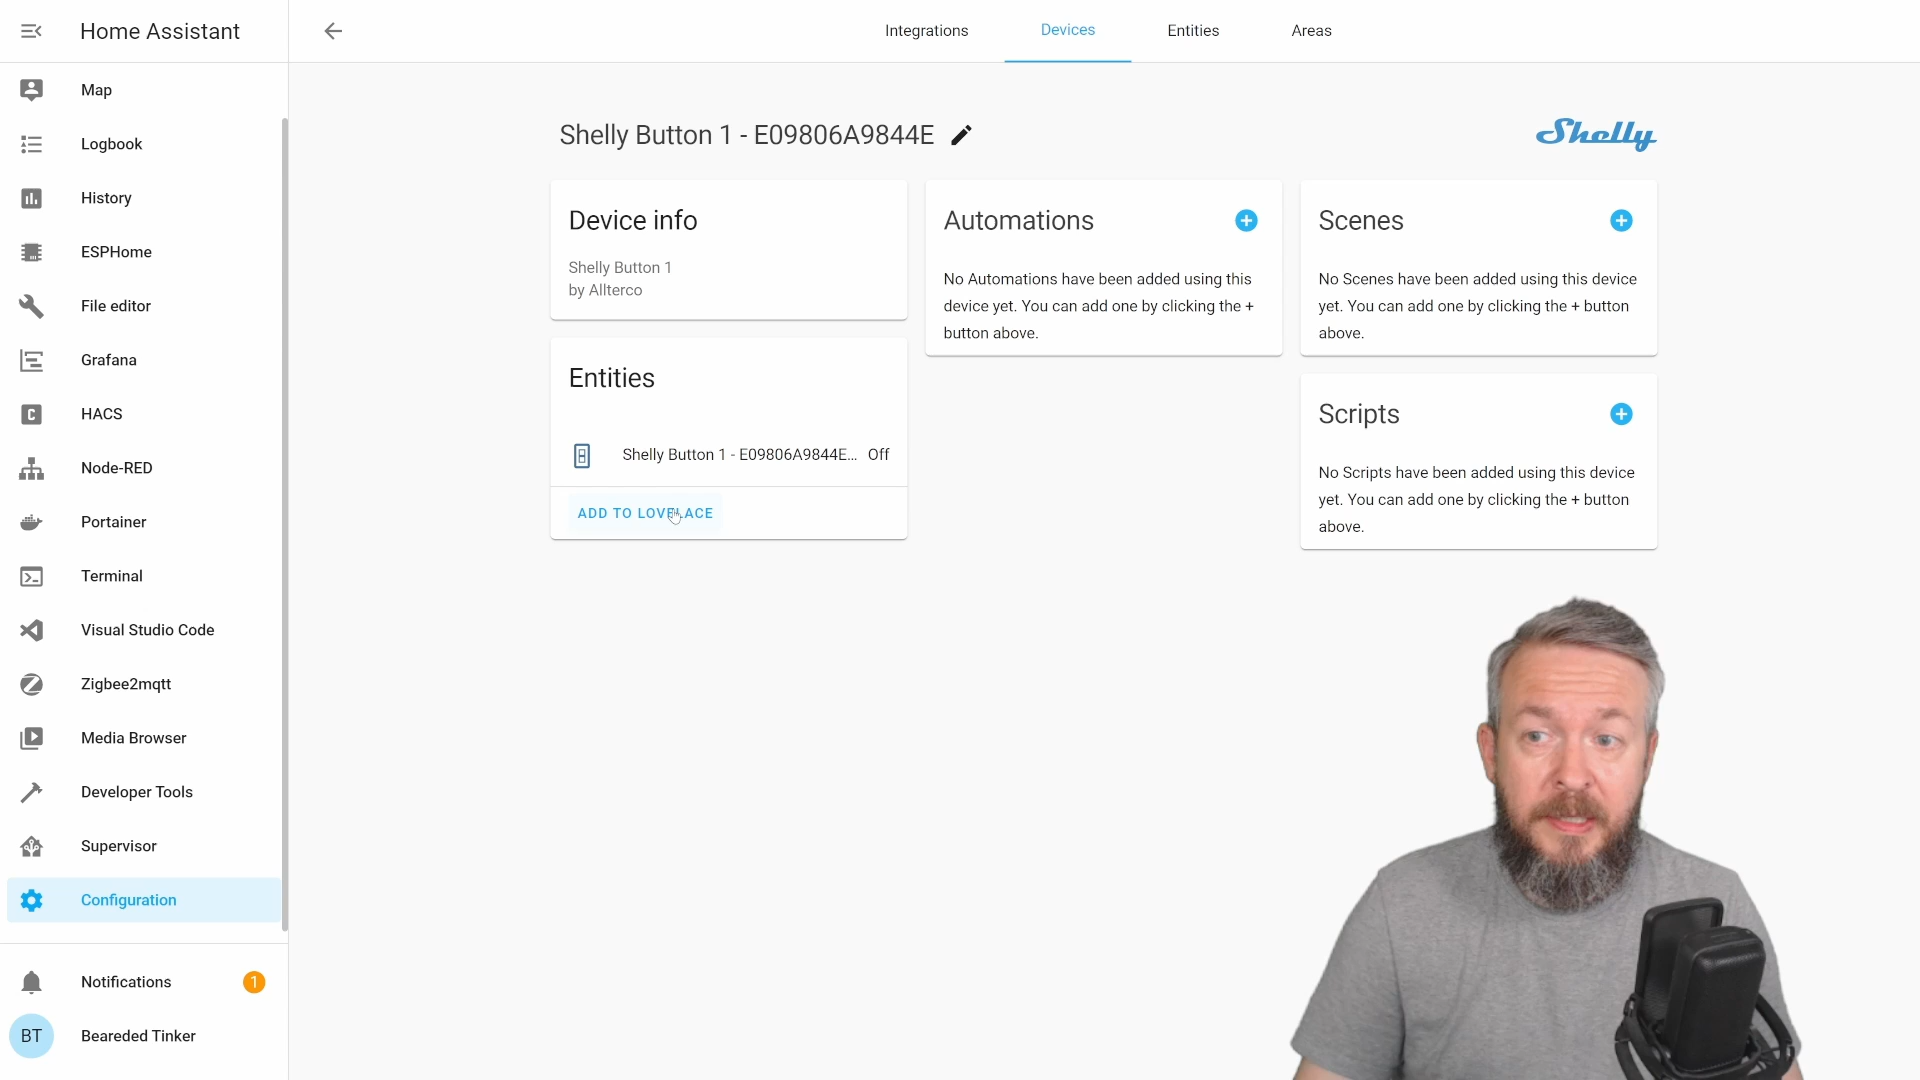 Home Assistant
Map
Logbook
History
ESPHome
File editor
Grafana
C HACS
Node-RED
Portainer
Terminal
Visual Studio Code
Zigbee2mqtt
Media Browser
Developer Tools
Supervisor
Configuration
Notifications 1
BT Beareded Tinker
Integrations Devices Entities Areas
Shelly Button 1 - E09806A9844E
Shelly
Device info
Shelly Button 1
by Allterco
Entities
Shelly Button 1 - E09806A9844E... Off
ADD TO LOVELACE
Automations
No Automations have been added using this
device yet. You can add one by clicking the +
button above.
Scenes
No Scenes have been added using this device
yet. You can add one by clicking the + button
above.
Scripts
No Scripts have been added using this device
yet. You can add one by clicking the + button
above.